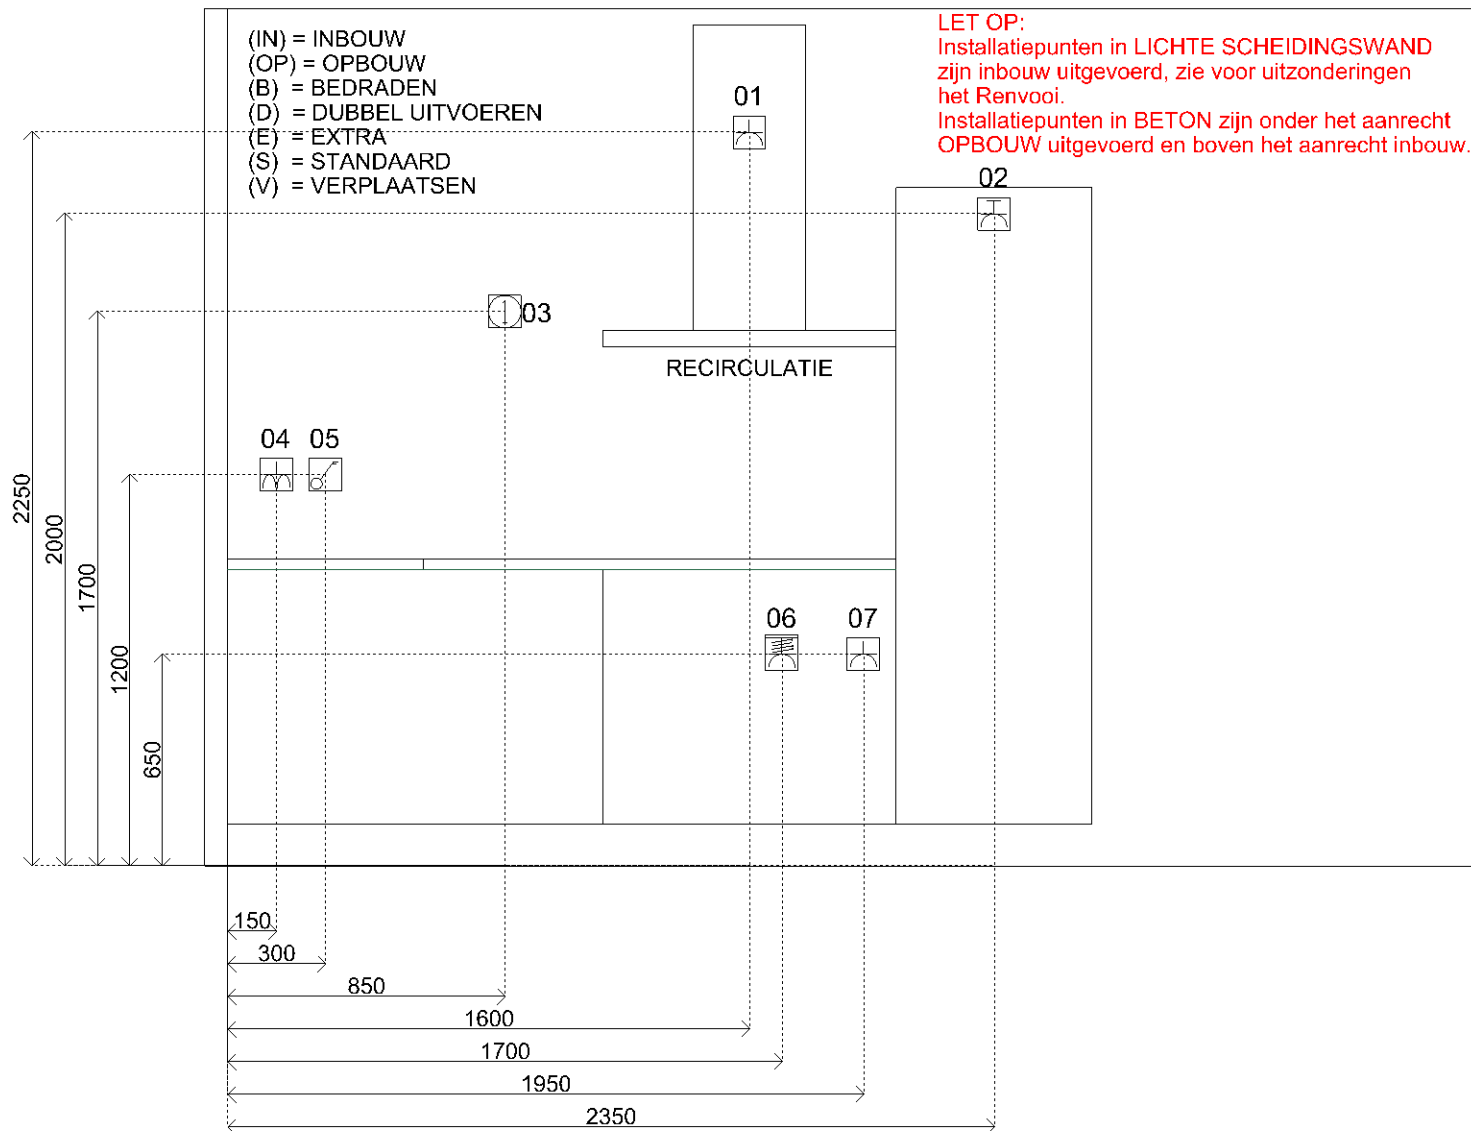 (IN) = INBOUW
(OP) = OPBOUW
(B) = BEDRADEN
(D) = DUBBEL UITVOEREN
(E) = EXTRA
(S) = STANDAARD
(V) = VERPLAATSEN
LET OP:
Installatiepunten in LICHTE SCHEIDINGSWAND
zijn inbouw uitgevoerd, zie voor uitzonderingen
het Renvooi.
Installatiepunten in BETON zijn onder het aanrecht
OPBOUW uitgevoerd en boven het aanrecht inbouw.
01
02
03
RECIRCULATIE
04 05
06 07
2250
2000
1700
1200
650
150
300
850
1600
1700
1950
2350